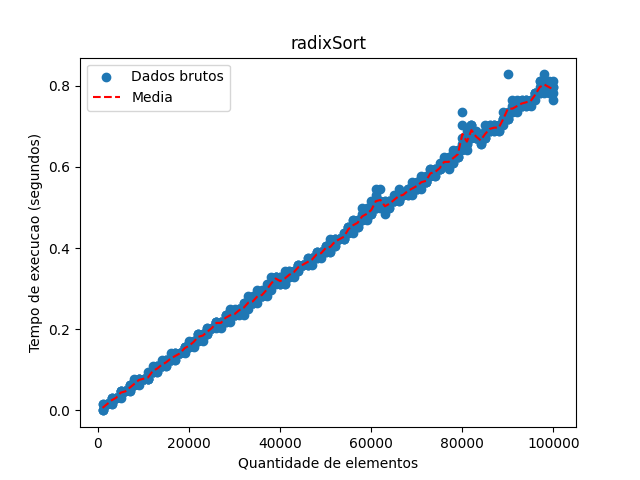 radixSort
Dados brutos
Media
Tempo de execucao (segundos)
0.8
0.6
0.4
0.2
0.0
0
20000
40000
60000
80000
100000
Quantidade de elementos